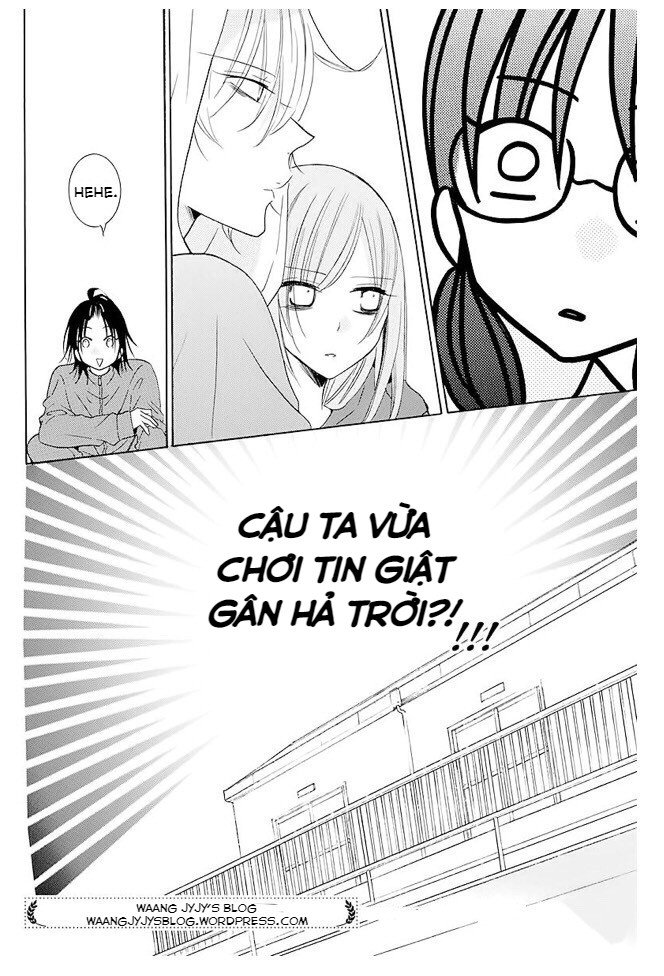 HEHE.
CẬU TA VỪA
CHƠI TIN GIẬT
GÂN HẢ TRỜI?!
!!!
WAANG JYJY'S BLOG
WAANGJYJYSBLOG.WORDPRESS.COM